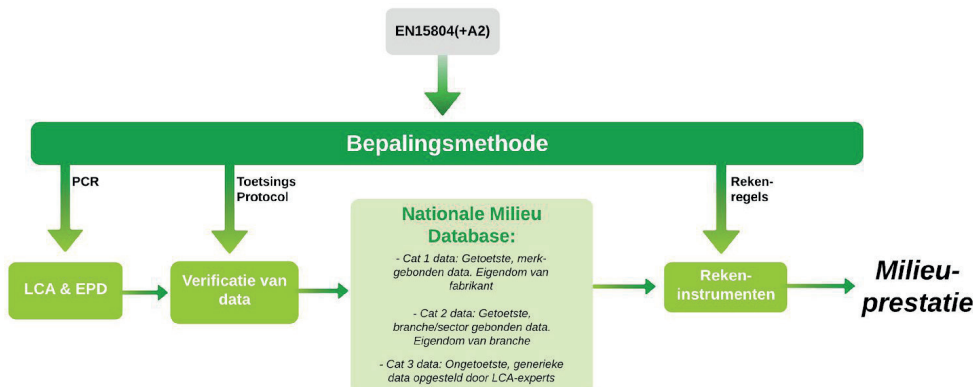 EN15804(+A2)
Bepalingsmethode
PCR
Toetsings
Protocol
Reken-
regels
LCA & EPD
Verificatie van
data
Nationale Milieu
Database:
- Cat 1 data: Getoetste, merk-
gebonden data. Eigendom van
fabrikant
- Cat 2 data: Getoetste,
branche/sector gebonden data.
Eigendom van branche
- Cat 3 data: Ongetoetste, generieke
data opgesteld door LCA-experts
Reken-
instrumenten
Milieu-
prestatie